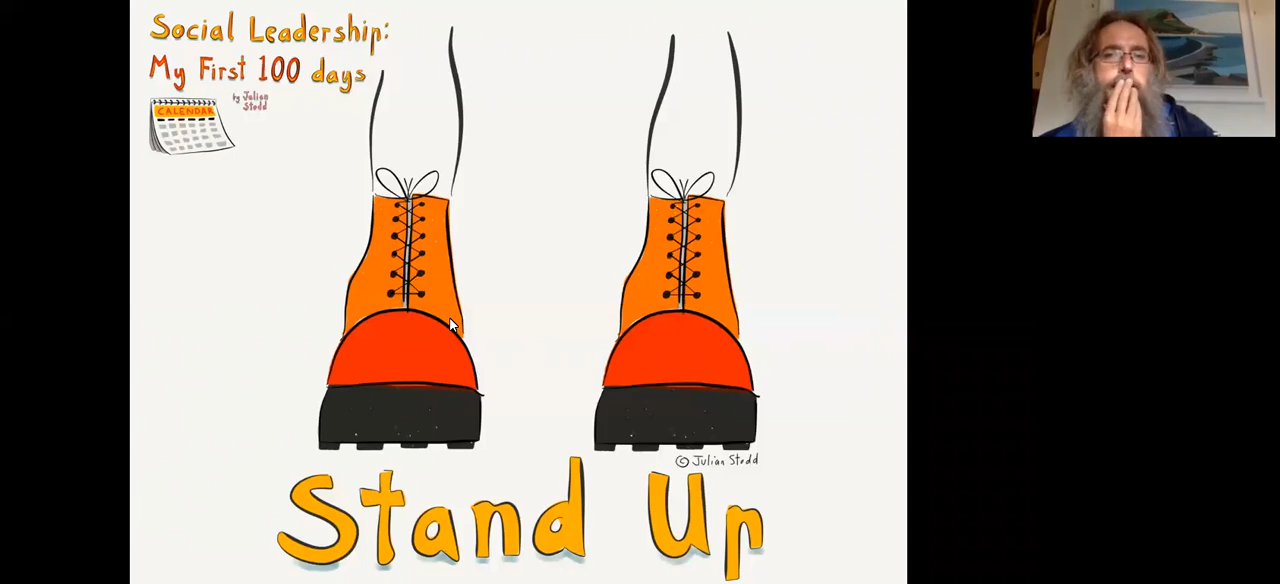 Social Leadership:
My First 100 days
by Julian
Stodd
CALENDAR
© Julian Stodd
Stand Up